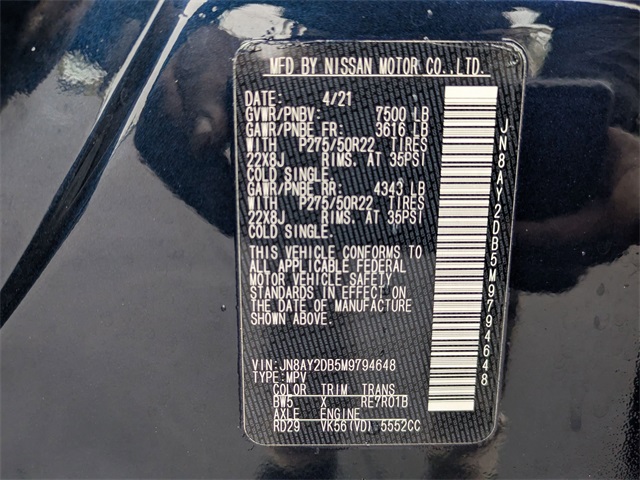 MFD BY NISSAN MOTOR CO.,LTD.
DATE: 4/21
GVWR/PNBV: 7500 LB
GAWR/PNBE FR: 3616 LB
WITH P275/50R22 TIRES
22X8J RIMS. AT 35PSI
COLD SINGLE.
GAWR/PNBE RR: 4343 LB
WITH P275/50R22 TIRES
22X8J RIMS. AT 35PSI
COLD SINGLE.
THIS VEHICLE CONFORMS TO
ALL APPLICABLE FEDERAL
MOTOR VEHICLE SAFETY
STANDARDS IN EFFECT ON
THE DATE OF MANUFACTURE
SHOWN ABOVE.
VIN: JN8AY2DB5M9794648
TYPE: MPV
COLOR TRIM TRANS
BW5 X RE7R01B
AXLE ENGINE
RD29 VK56(VD) 5552CC
JN8AY2DB5M9794648